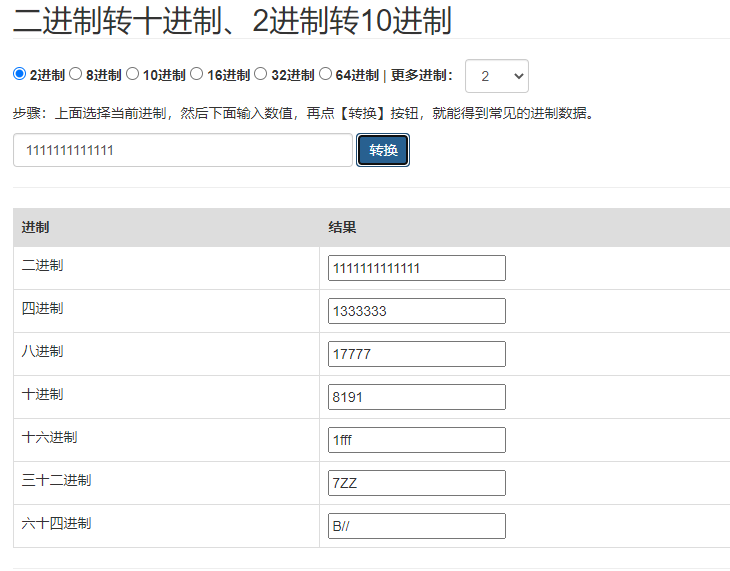 二进制转十进制、2进制转10进制
2进制 8进制 10进制 16进制 32进制 64进制 | 更多进制： 2
步骤：上面选择当前进制，然后下面输入数值，再点【转换】按钮，就能得到常见的进制数据。
1111111111111 转换
进制 结果
二进制 1111111111111
四进制 1333333
八进制 17777
十进制 8191
十六进制 1fff
三十二进制 7ZZ
六十四进制 B//